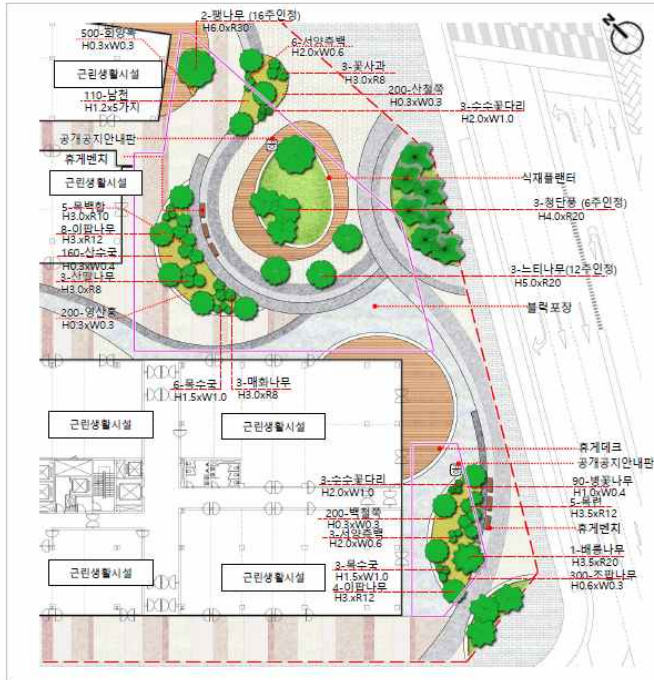 2-팽나무 (16주인정)
H6.0xR30
500-회양목
H0.3xW0.3
6-서양측백
H2.0xW0.6
3-꽃사과
H3.0xR8
근린생활시설
110-남천
H1.2x5가지
200-산철쭉
H0.3xW0.3
3-수수꽃다리
H2.0xW1.0
공개공지안내판
휴게벤치
근린생활시설
식재플랜터
5-목백합
H3.0xR10
8-이팝나무
H3.xR12
160-산수국
H0.3xW0.4
3-산딸나무
H3.0xR8
200-영산홍
H0.3xW0.3
3-청단풍 (6주인정)
H4.0xR20
3-느티나무(12주인정)
H5.0xR20
블럭포장
6-목수국
H1.5xW1.0
3-매화나무
H3.0xR8
근린생활시설
근린생활시설
휴게데크
공개공지안내판
3-수수꽃다리
H2.0xW1.0
90-병꽃나무
H1.0xW0.4
200-백철쭉
H0.3xW0.3
5-목련
H3.5xR12
3-서양측백
H2.0xW0.6
휴게벤치
근린생활시설
근린생활시설
3-목수국
H1.5xW1.0
1-배롱나무
H3.5xR20
4-이팝나무
H3.xR12
300-조팝나무
H0.6xW0.3
N